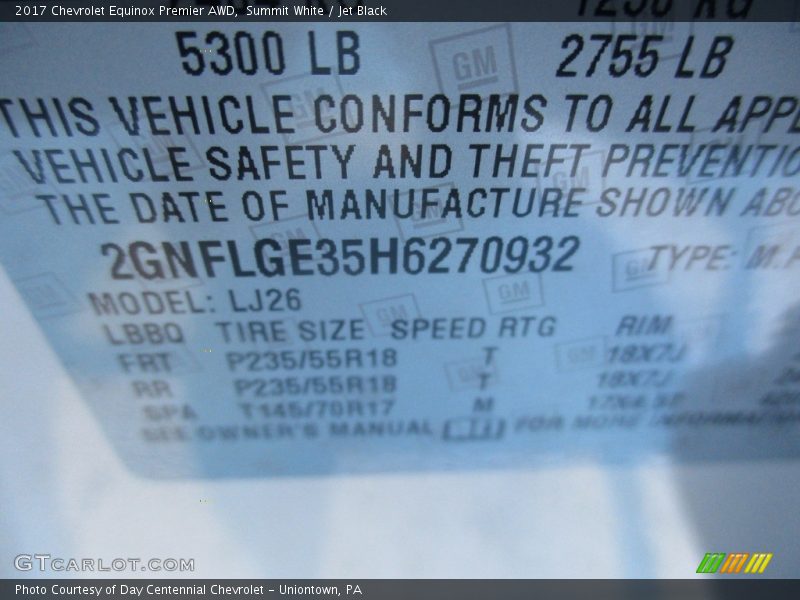 2017 Chevrolet Equinox Premier AWD, Summit White / Jet Black
5300 LB 2755 LB
THIS VEHICLE CONFORMS TO ALL
VEHICLE SAFETY AND THEFT
THE DATE OF MANUFACTURE SHOWN
2GNFLGE35H6270932 TYPE:
MODEL: LJ26
LBBQ TIRE SIZE SPEED RTG RIM
FRT P235/55R18 T 18X7J
RR P235/55R18 T 18X7J
SPA T145/70R17 M
SEE OWNER'S MANUAL FOR MORE INFORMATION
GTCARLOT.COM
Photo Courtesy of Day Centennial Chevrolet - Uniontown, PA